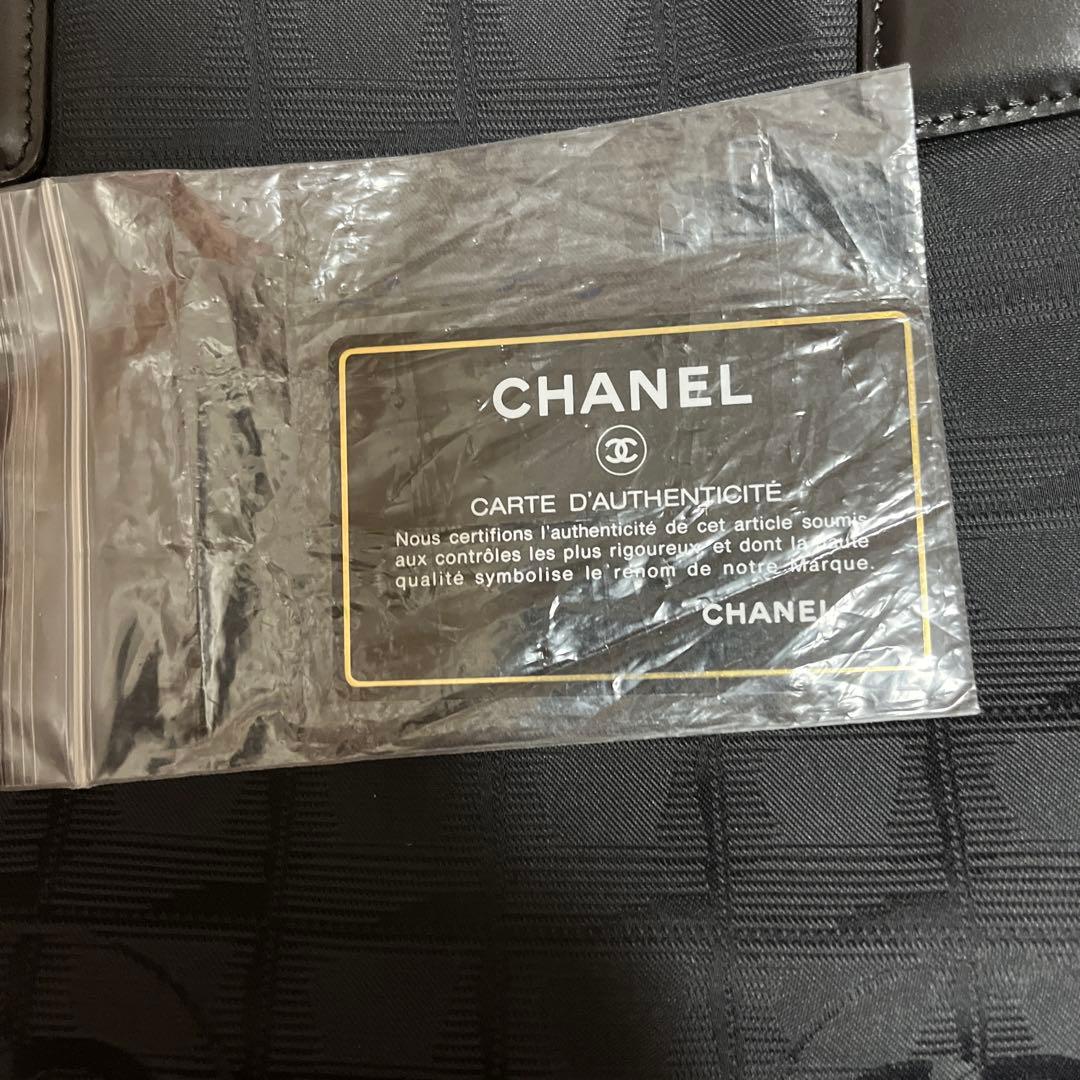 CHANEL
CARTE D'AUTHENTICITÉ
Nous certifions l'authenticité de cet article soumis
aux contrôles les plus rigoureux, et dont la haute
qualité symbolise le renom de notre Marque.
CHANEL